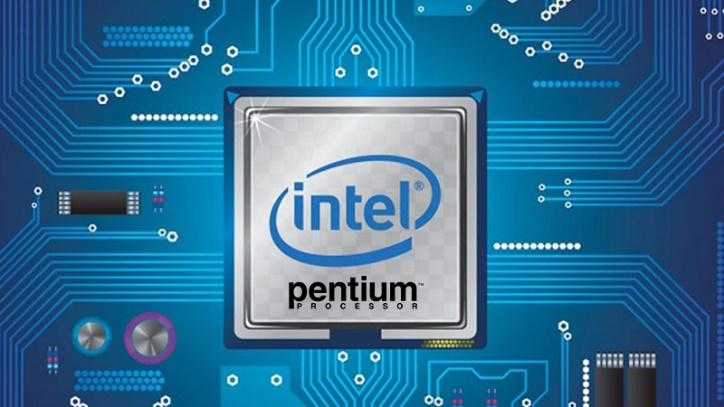 intel®
pentium™
PROCESSOR